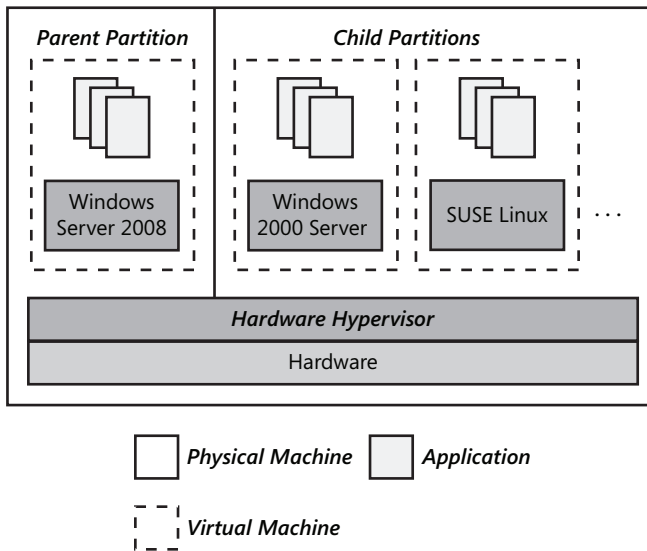 Parent Partition
Child Partitions
Windows
Server 2008
Windows
2000 Server
SUSE Linux
...
Hardware Hypervisor
Hardware
Physical Machine
Application
Virtual Machine